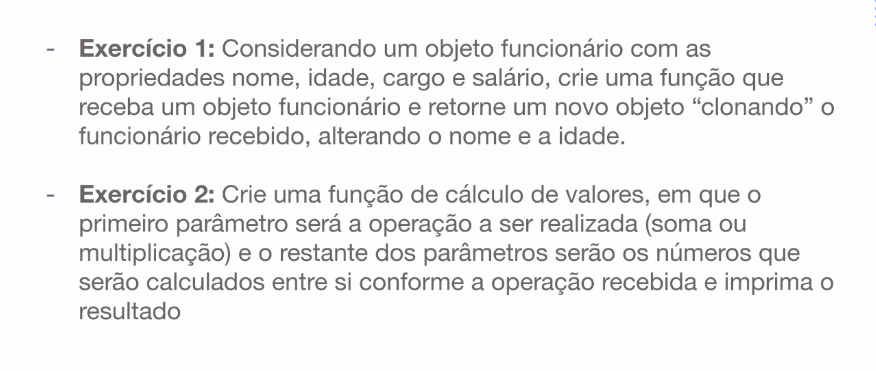 - Exercício 1: Considerando um objeto funcionário com as
propriedades nome, idade, cargo e salário, crie uma função que
receba um objeto funcionário e retorne um novo objeto “clonando” o
funcionário recebido, alterando o nome e a idade.
- Exercício 2: Crie uma função de cálculo de valores, em que o
primeiro parâmetro será a operação a ser realizada (soma ou
multiplicação) e o restante dos parâmetros serão os números que
serão calculados entre si conforme a operação recebida e imprima o
resultado